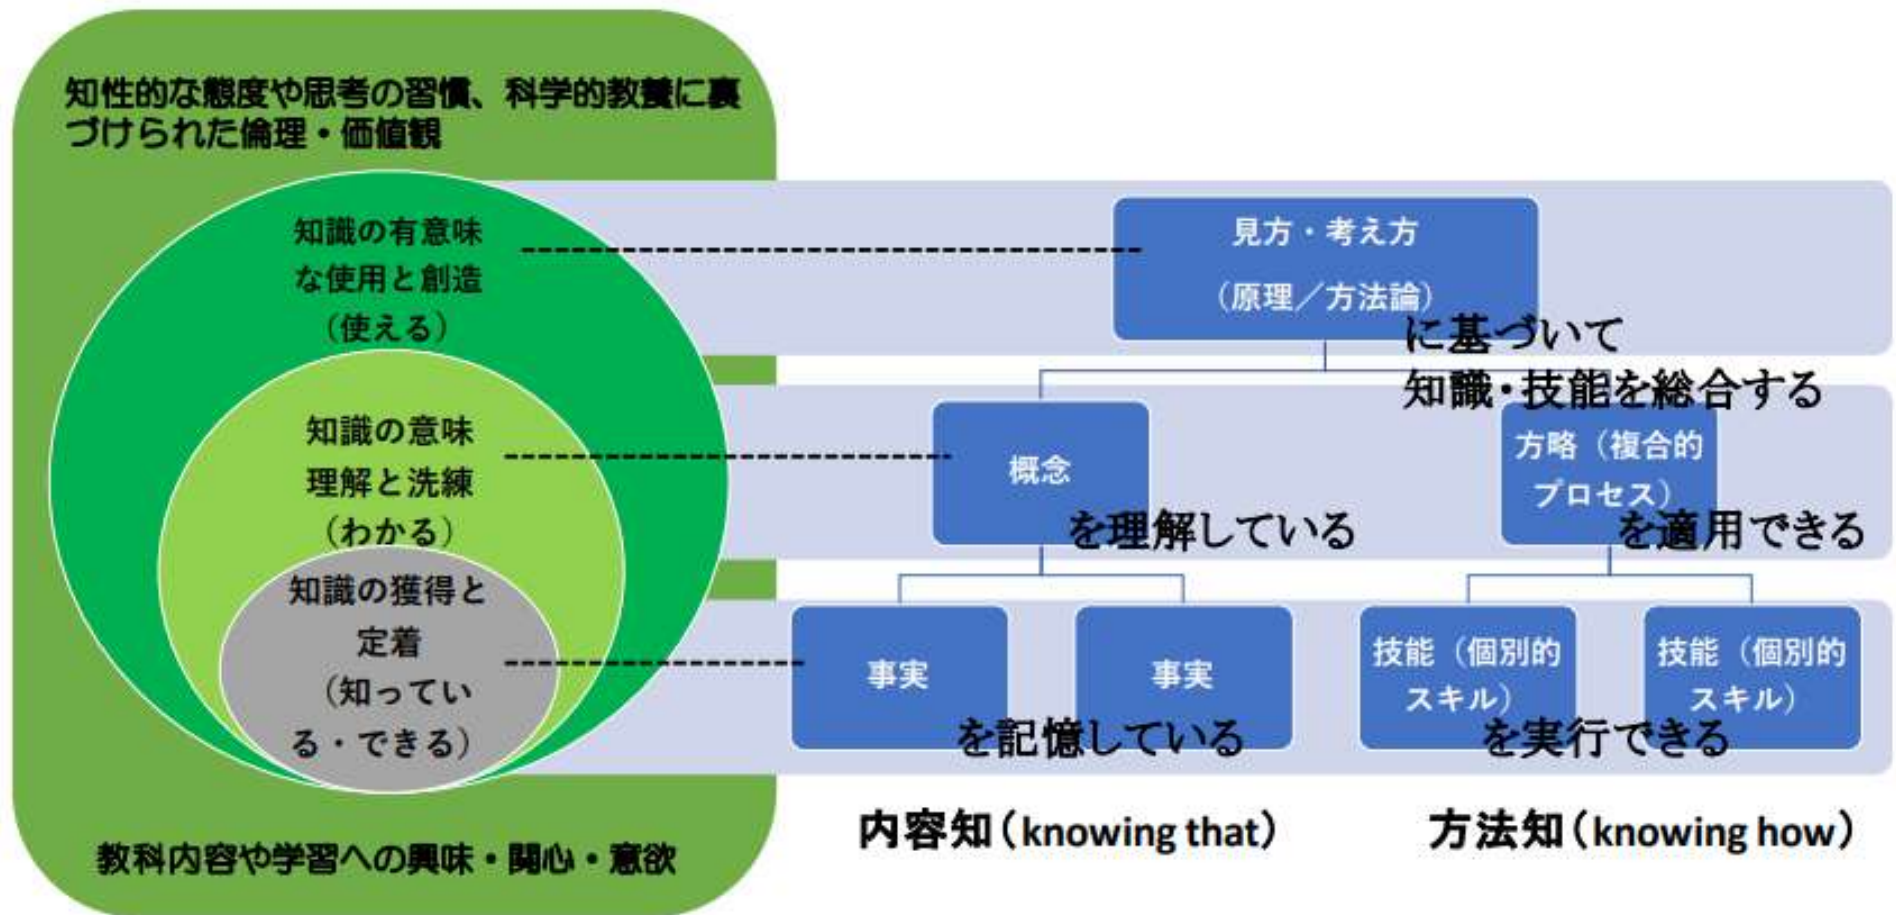 知性的な態度や思考の習慣、科学的教養に裏
づけられた倫理・価値観
知識の有意味
な使用と創造
（使える）
知識の意味
理解と洗練
（わかる）
知識の獲得と
定着
（知ってい
る・できる）
教科内容や学習への興味・関心・意欲
見方・考え方
（原理／方法論）
に基づいて
知識・技能を総合する
概念
を理解している
方略（複合的
プロセス）
を適用できる
事実
事実
を記憶している
技能（個別的
スキル）
技能（個別的
スキル）
を実行できる
内容知（knowing that）
方法知（knowing how）